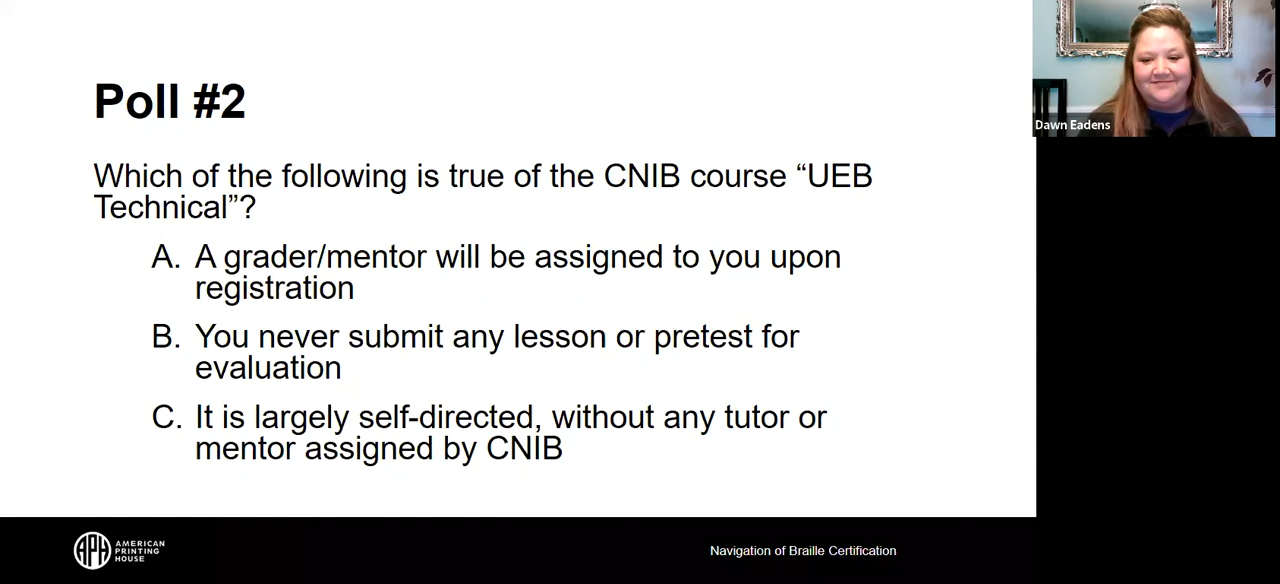 Poll #2
Which of the following is true of the CNIB course “UEB
Technical”?
A. A grader/mentor will be assigned to you upon
registration
B. You never submit any lesson or pretest for
evaluation
C. It is largely self-directed, without any tutor or
mentor assigned by CNIB
Dawn Eadens
APH
AMERICAN
PRINTING
HOUSE
Navigation of Braille Certification